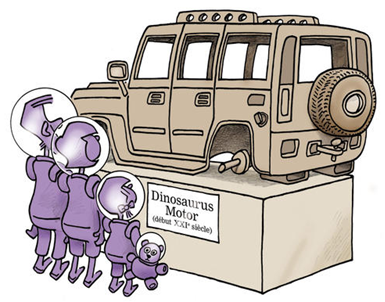 Dinosaurus
Motor
(début XXIᵉ siècle)